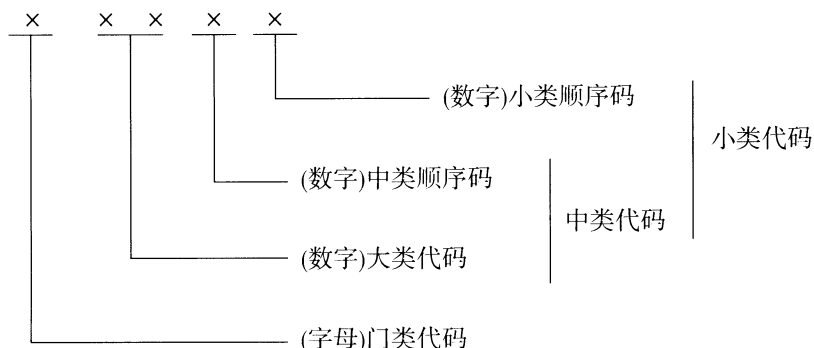 × × × × ×
(数字)小类顺序码
小类代码
(数字)中类顺序码
中类代码
(数字)大类代码
(字母)门类代码